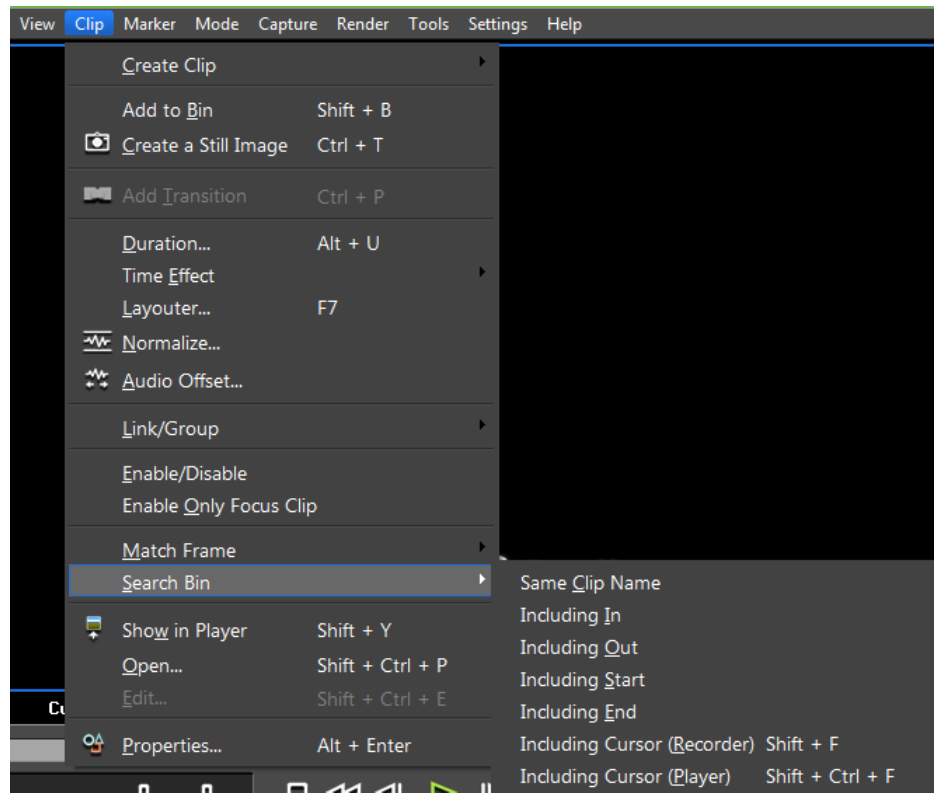 View Clip Marker Mode Capture Render Tools Settings Help
Create Clip
Add to Bin Shift + B
Create a Still Image Ctrl + T
Add Transition Ctrl + P
Duration... Alt + U
Time Effect
Layouter... F7
Normalize...
Audio Offset...
Link/Group
Enable/Disable
Enable Only Focus Clip
Match Frame
Search Bin
Same Clip Name
Including In
Including Out
Including Start
Including End
Including Cursor (Recorder) Shift + F
Including Cursor (Player) Shift + Ctrl + F
Show in Player Shift + Y
Open... Shift + Ctrl + P
Edit... Shift + Ctrl + E
Properties... Alt + Enter